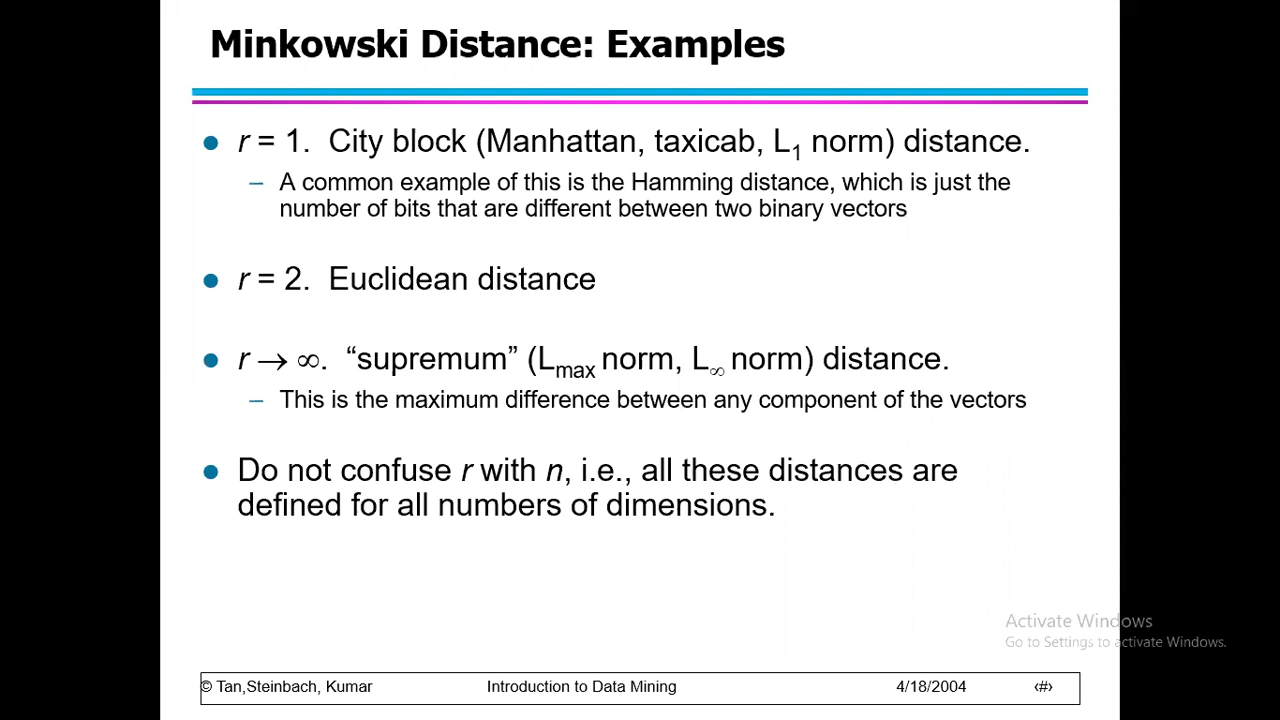 Minkowski Distance: Examples
● r = 1. City block (Manhattan, taxicab, L₁ norm) distance.
– A common example of this is the Hamming distance, which is just the
number of bits that are different between two binary vectors
● r = 2. Euclidean distance
● r → ∞. “supremum” (Lmax norm, L∞ norm) distance.
– This is the maximum difference between any component of the vectors
● Do not confuse r with n, i.e., all these distances are
defined for all numbers of dimensions.
Activate Windows
Go to Settings to activate Windows.
© Tan,Steinbach, Kumar Introduction to Data Mining 4/18/2004 ‹#›